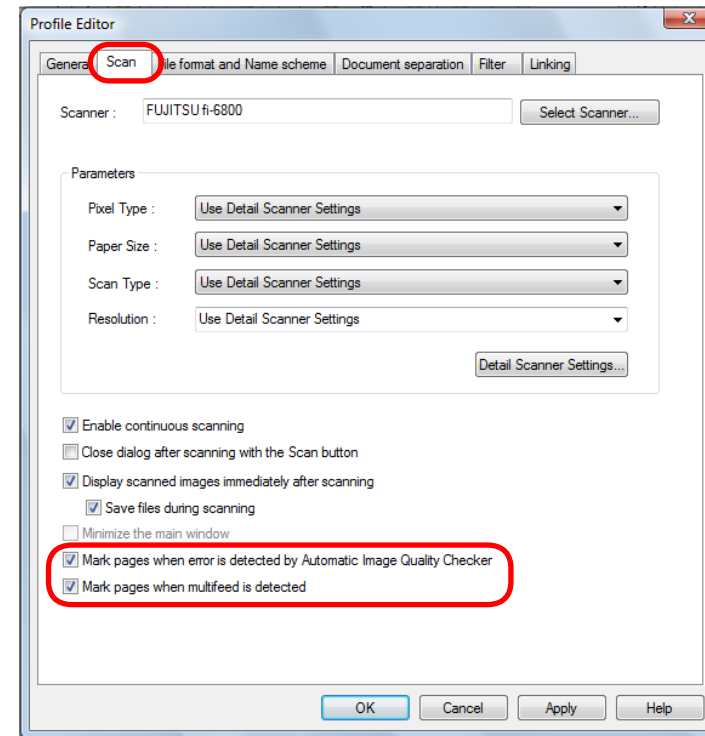 Profile Editor
General Scan File format and Name scheme Document separation Filter Linking
Scanner : FUJITSU fi-6800 Select Scanner...
Parameters
Pixel Type : Use Detail Scanner Settings
Paper Size : Use Detail Scanner Settings
Scan Type : Use Detail Scanner Settings
Resolution : Use Detail Scanner Settings
Detail Scanner Settings...
Enable continuous scanning
Close dialog after scanning with the Scan button
Display scanned images immediately after scanning
Save files during scanning
Minimize the main window
Mark pages when error is detected by Automatic Image Quality Checker
Mark pages when multifeed is detected
OK Cancel Apply Help